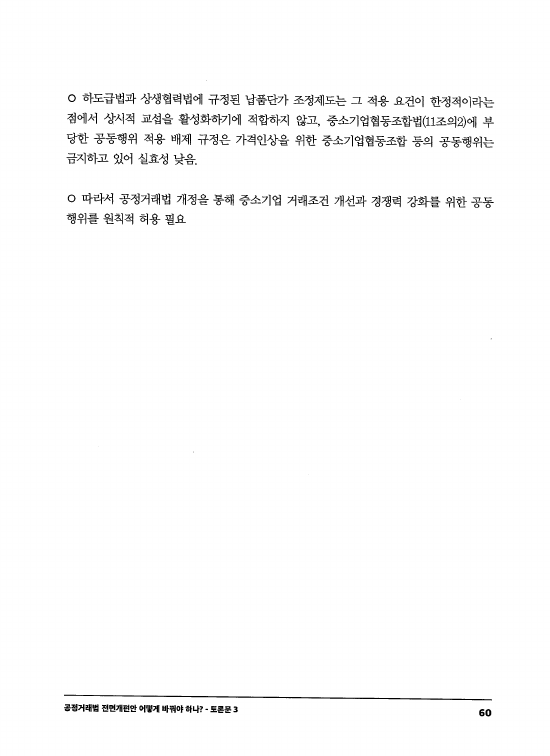 ○ 하도급법과 상생협력법에 규정된 납품단가 조정제도는 그 적용 요건이 한정적이라는
점에서 상시적 교섭을 활성화하기에 적합하지 않고, 중소기업협동조합법(11조의2)에 부
당한 공동행위 적용 배제 규정은 가격인상을 위한 중소기업협동조합 등의 공동행위는
금지하고 있어 실효성 낮음.
○ 따라서 공정거래법 개정을 통해 중소기업 거래조건 개선과 경쟁력 강화를 위한 공동
행위를 원칙적 허용 필요
공정거래법 전면개편안 어떻게 바꿔야 하나? - 토론문 3
60